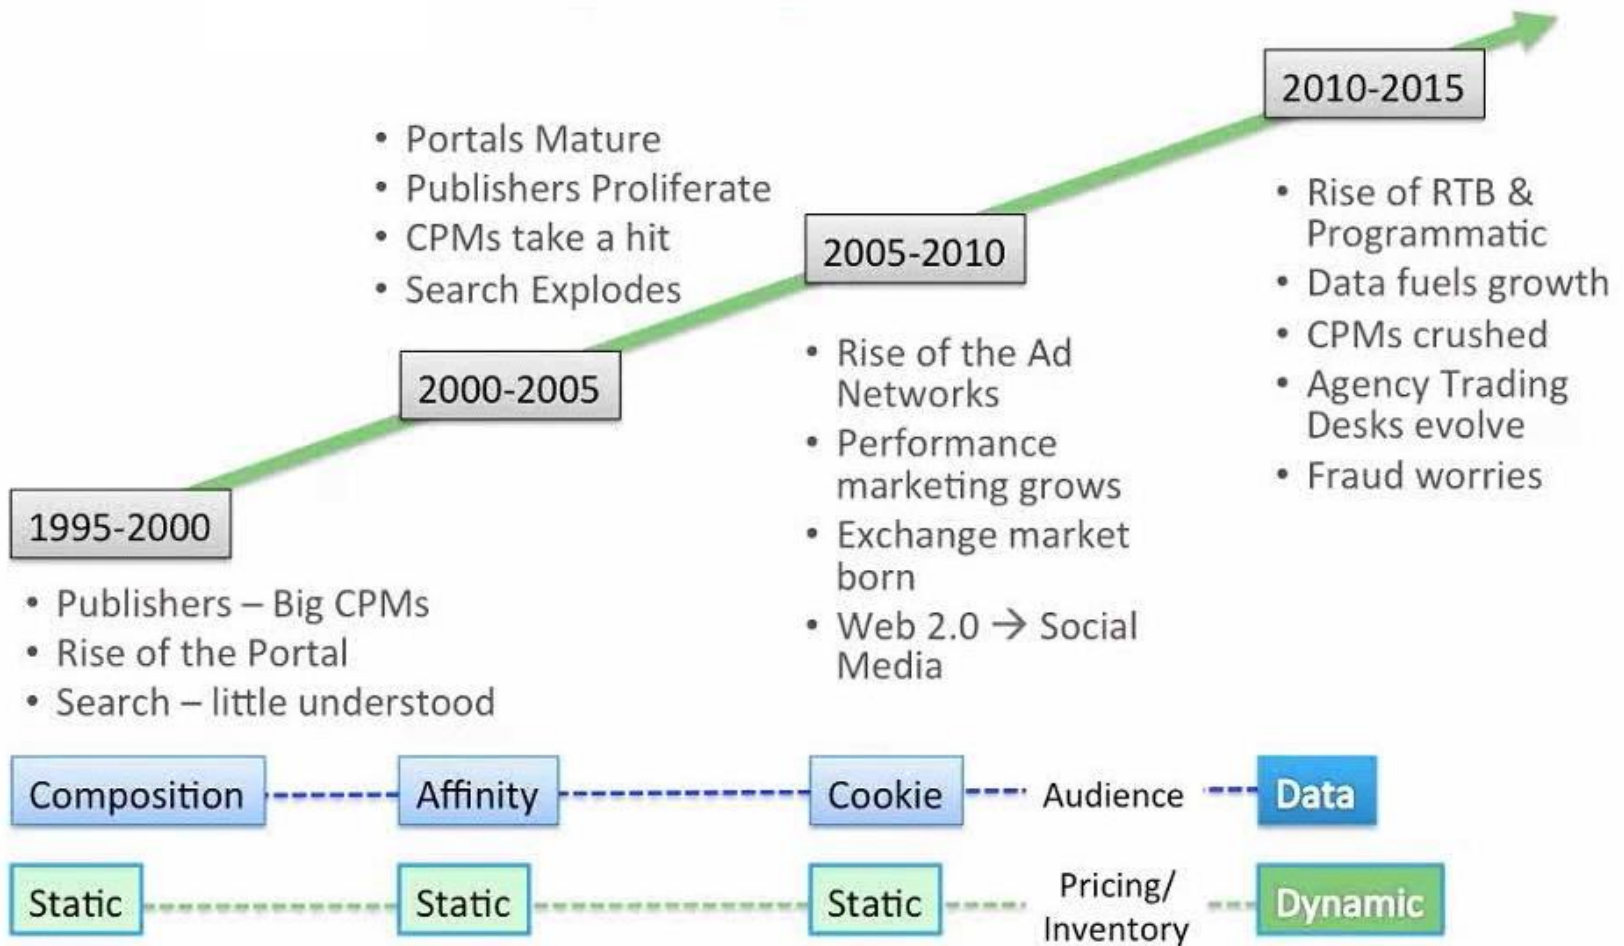 1995-2000
• Publishers – Big CPMs
• Rise of the Portal
• Search – little understood
2000-2005
• Portals Mature
• Publishers Proliferate
• CPMs take a hit
• Search Explodes
2005-2010
• Rise of the Ad
Networks
• Performance
marketing grows
• Exchange market
born
• Web 2.0 → Social
Media
2010-2015
• Rise of RTB &
Programmatic
• Data fuels growth
• CPMs crushed
• Agency Trading
Desks evolve
• Fraud worries
Composition Affinity Cookie Audience Data
Static Static Static Pricing/
Inventory Dynamic